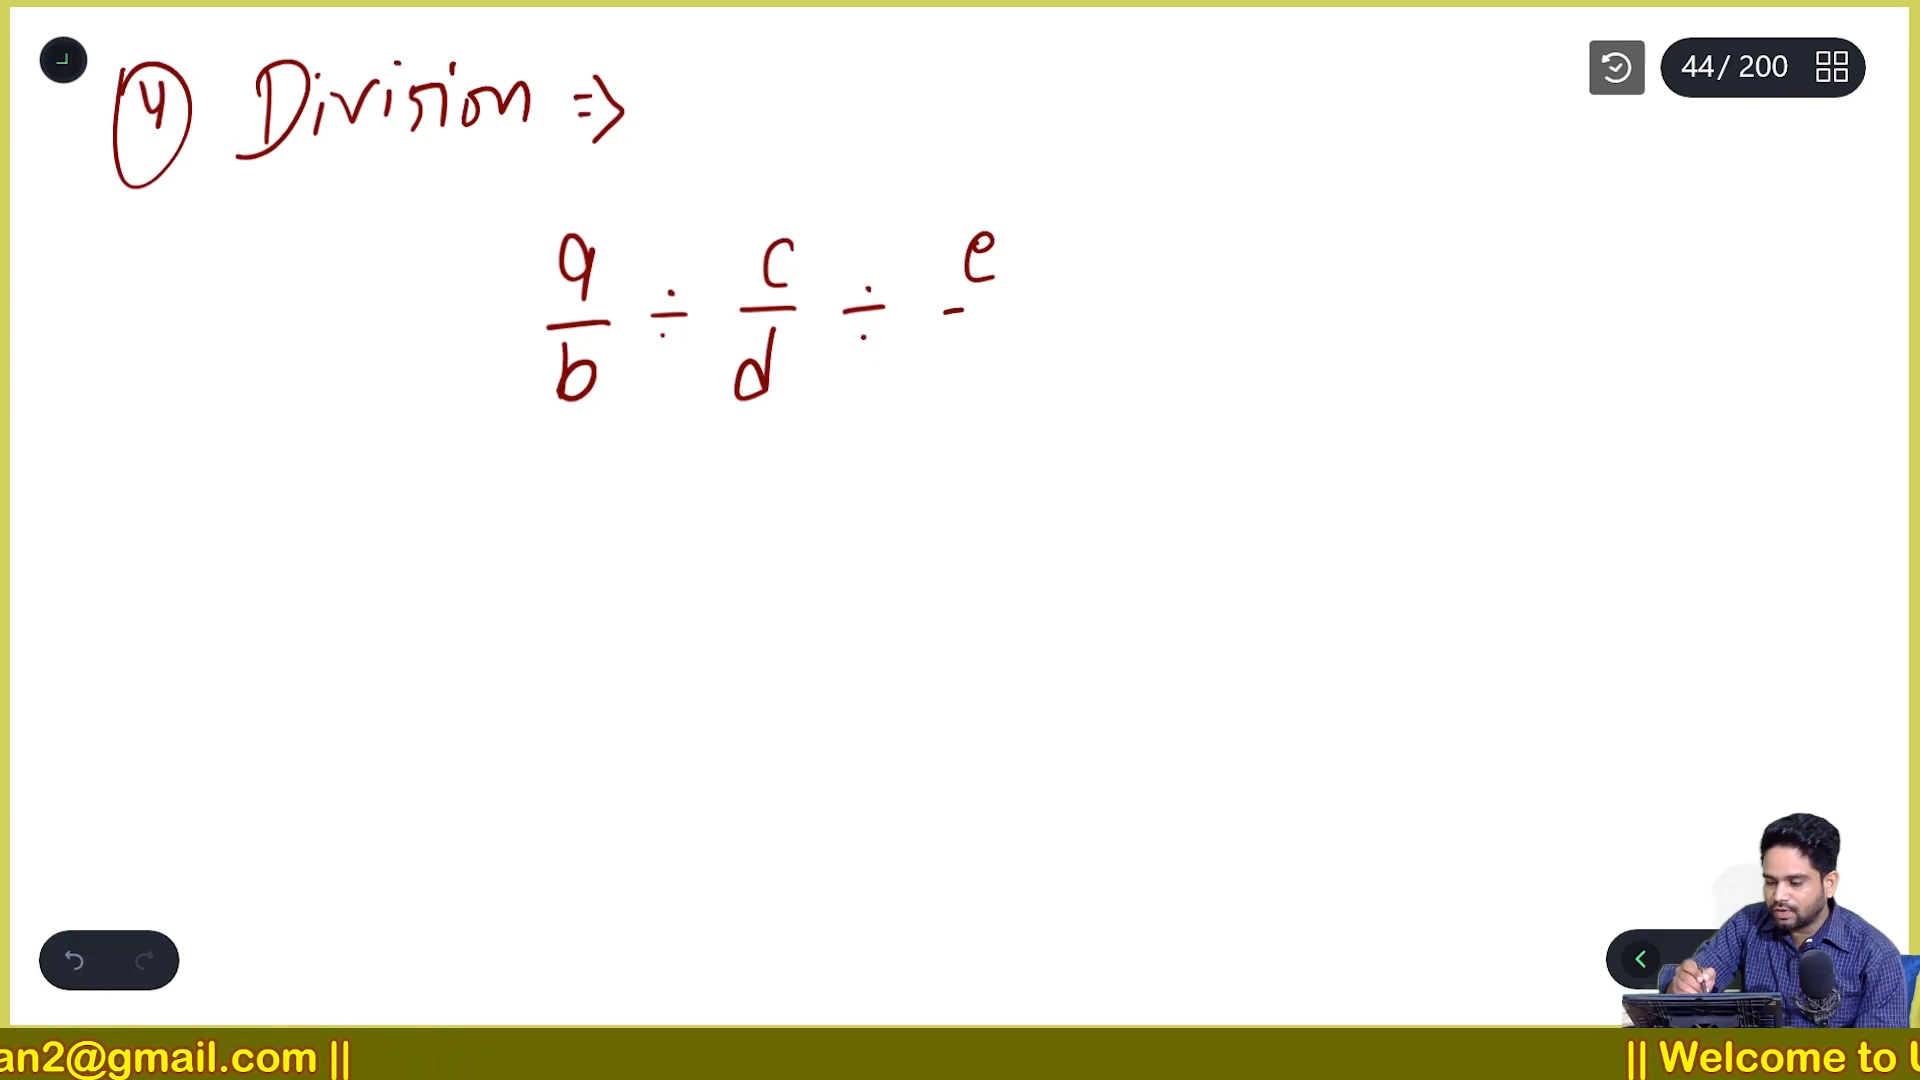 44/ 200
4 Division ⇒
a/b ÷ c/d ÷ e
an2@gmail.com || || Welcome to